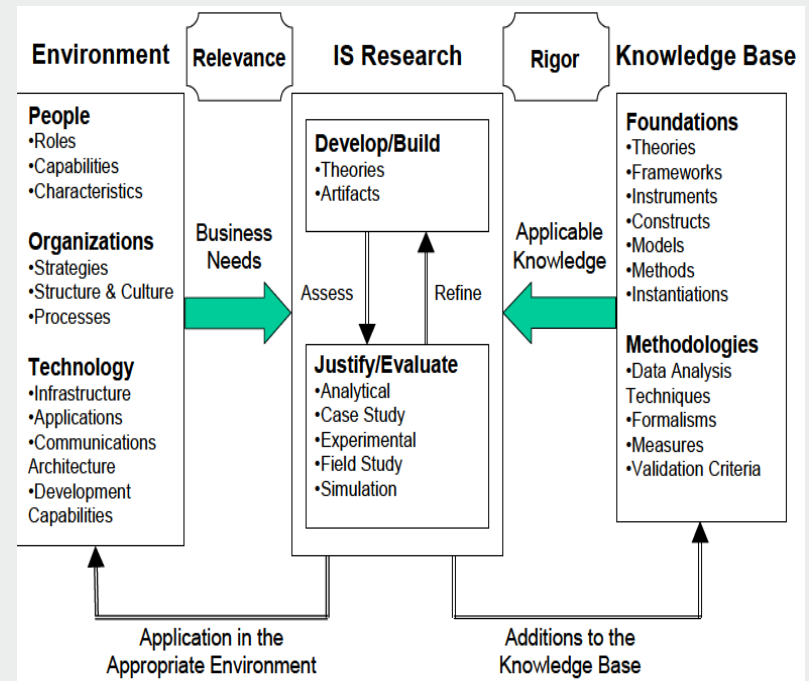 Environment
Relevance
IS Research
Rigor
Knowledge Base
People
•Roles
•Capabilities
•Characteristics
Organizations
•Strategies
•Structure & Culture
•Processes
Technology
•Infrastructure
•Applications
•Communications
Architecture
•Development
Capabilities
Business
Needs
Develop/Build
•Theories
•Artifacts
Assess
Refine
Justify/Evaluate
•Analytical
•Case Study
•Experimental
•Field Study
•Simulation
Applicable
Knowledge
Foundations
•Theories
•Frameworks
•Instruments
•Constructs
•Models
•Methods
•Instantiations
Methodologies
•Data Analysis
Techniques
•Formalisms
•Measures
•Validation Criteria
Application in the
Appropriate Environment
Additions to the
Knowledge Base